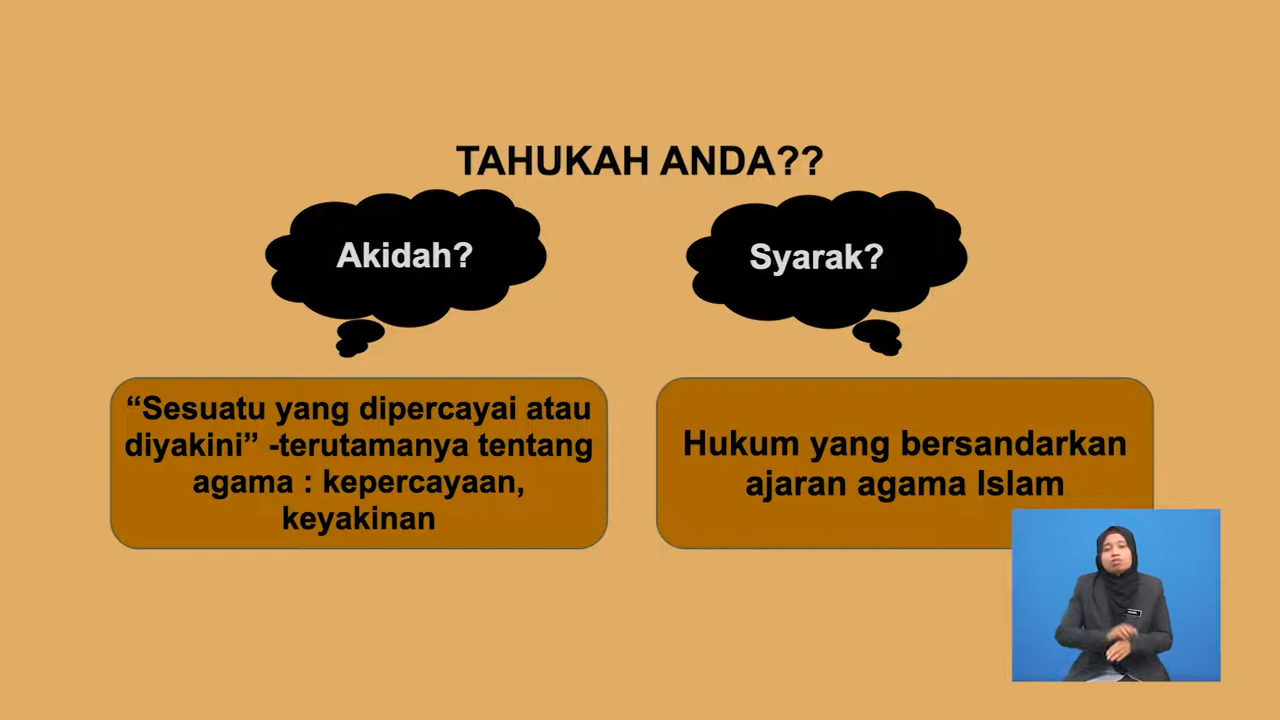 TAHUKAH ANDA??
Akidah?
Syarak?
“Sesuatu yang dipercayai atau
diyakini” -terutamanya tentang
agama : kepercayaan,
keyakinan
Hukum yang bersandarkan
ajaran agama Islam